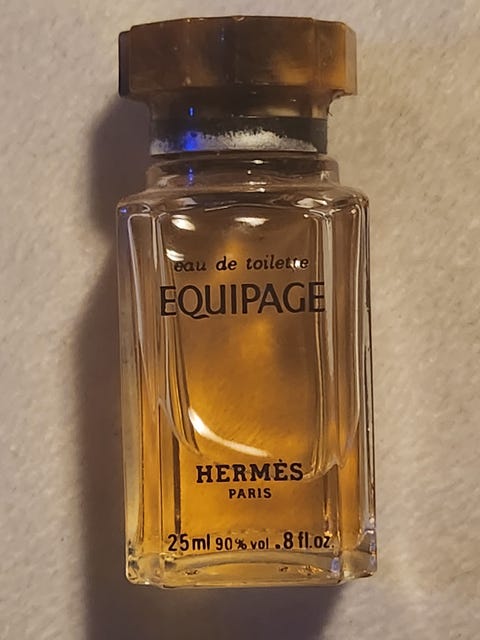 eau de toilette
EQUIPAGE
HERMÈS
PARIS
25ml 90% vol .8 fl.oz.